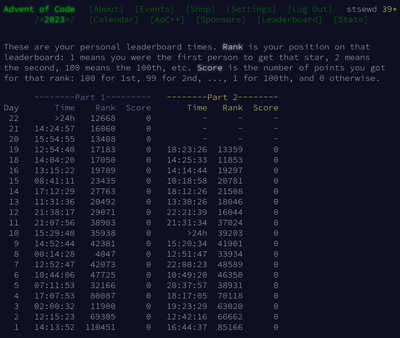 Advent of Code [About] [Events] [Shop] [Settings] [Log Out] stsewd 39*
/*2023*/ [Calendar] [AoC++] [Sponsors] [Leaderboard] [Stats]
These are your personal leaderboard times. Rank is your position on that
leaderboard: 1 means you were the first person to get that star, 2 means
the second, 100 means the 100th, etc. Score is the number of points you got
for that rank: 100 for 1st, 99 for 2nd, ..., 1 for 100th, and 0 otherwise.
--------Part 1-------- --------Part 2--------
Day Time Rank Score Time Rank Score
22 >24h 12668 0 - - -
21 14:24:57 16060 0 - - -
20 15:54:55 13408 0 - - -
19 12:54:40 17183 0 18:23:26 13359 0
18 14:04:20 17050 0 14:25:33 11853 0
16 13:15:22 19789 0 14:14:44 19297 0
15 08:41:11 23435 0 10:18:58 20781 0
14 17:12:29 27763 0 18:12:26 21508 0
13 11:31:36 20492 0 13:30:26 18046 0
12 21:38:17 29071 0 22:21:39 16044 0
11 21:07:56 38903 0 21:31:34 37024 0
10 15:29:40 35938 0 >24h 39203 0
9 14:52:44 42381 0 15:20:34 41901 0
8 00:14:28 4047 0 12:51:47 33934 0
7 12:52:47 42073 0 22:08:23 48589 0
6 10:44:06 47725 0 10:49:20 46350 0
5 07:11:53 32166 0 20:37:57 38931 0
4 17:07:53 80087 0 18:17:05 70118 0
3 02:00:32 11900 0 19:23:29 63020 0
2 12:15:23 69385 0 12:42:16 66662 0
1 14:13:52 110451 0 16:44:37 85166 0